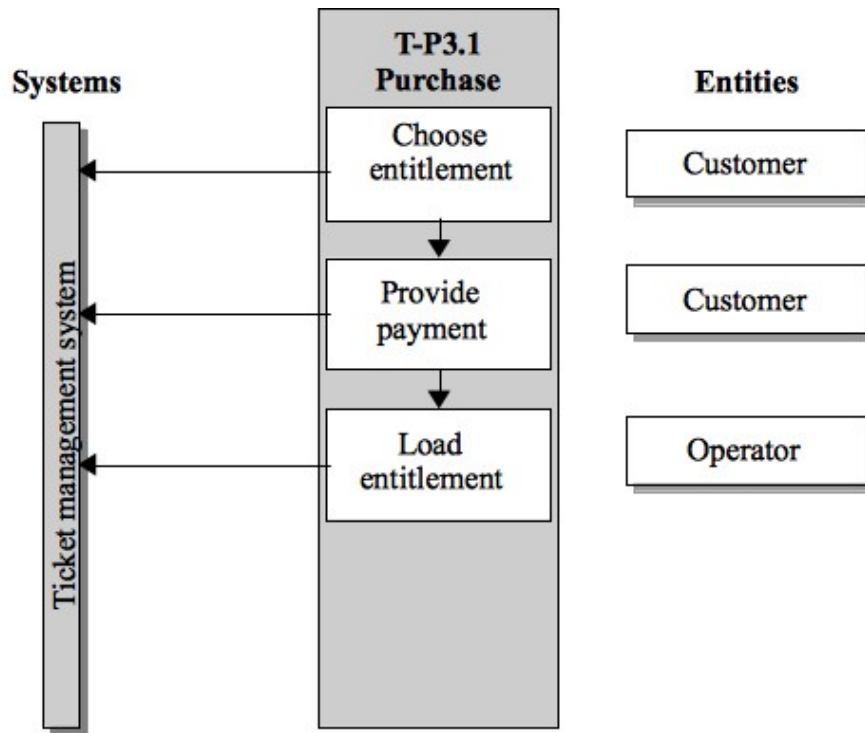 T-P3.1
Purchase
Systems
Entities
Choose
entitlement
Customer
Provide
payment
Customer
Load
entitlement
Operator
Ticket management system